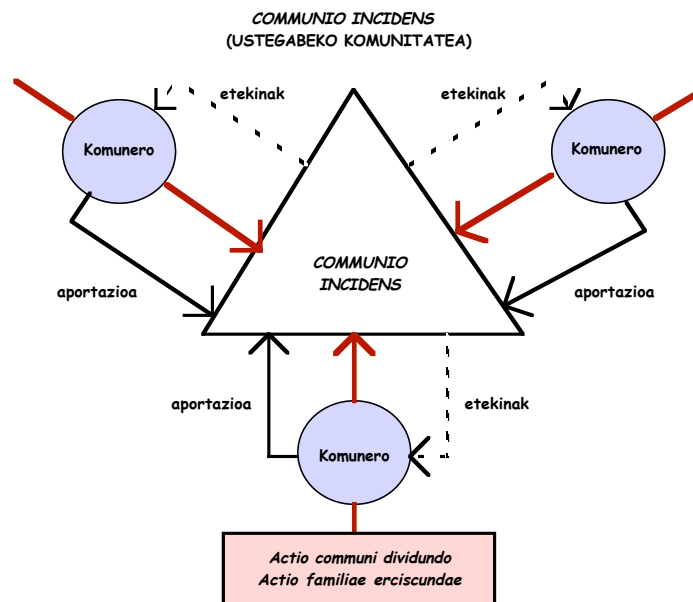 COMMUNIO INCIDENS
(USTEGABEKO KOMUNITATEA)
etekinak
etekinak
Komunero
Komunero
COMMUNIO
INCIDENS
aportazioa
aportazioa
aportazioa
etekinak
Komunero
Actio communi dividundo
Actio familiae erciscundae